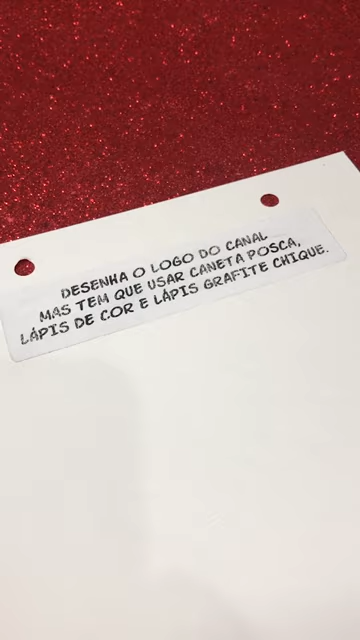 DESENHA O LOGO DO CANAL
MAS TEM QUE USAR CANETA POSCA,
LÁPIS DE COR E LÁPIS GRAFITE CHIQUE.